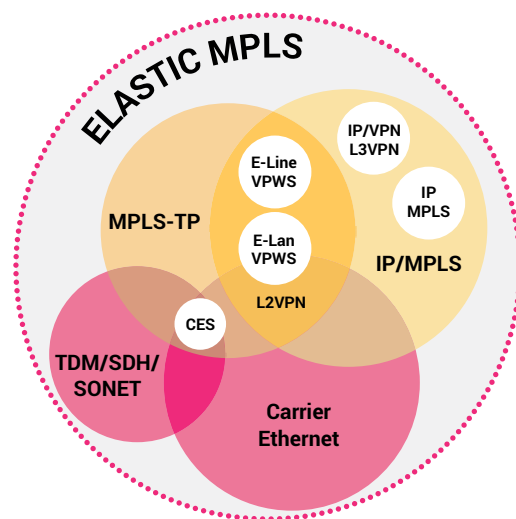 ELASTIC MPLS
IP/VPN
L3VPN
E-Line
VPWS
IP
MPLS
MPLS-TP
E-Lan
VPWS
IP/MPLS
L2VPN
CES
TDM/SDH/
SONET
Carrier
Ethernet